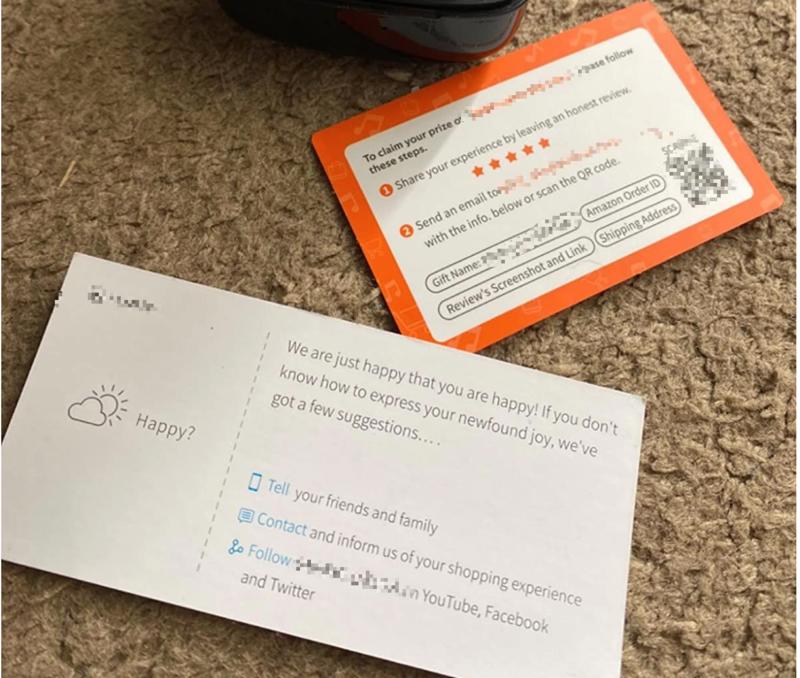 To claim your prize of please follow
these steps.
1 Share your experience by leaving an honest review.
2 Send an email to
with the info. below or scan the QR code.
Gift Name: Amazon Order ID
Review's Screenshot and Link Shipping Address
Happy?
We are just happy that you are happy! If you don't
know how to express your newfound joy, we've
got a few suggestions....
Tell your friends and family
Contact and inform us of your shopping experience
Follow on YouTube, Facebook
and Twitter